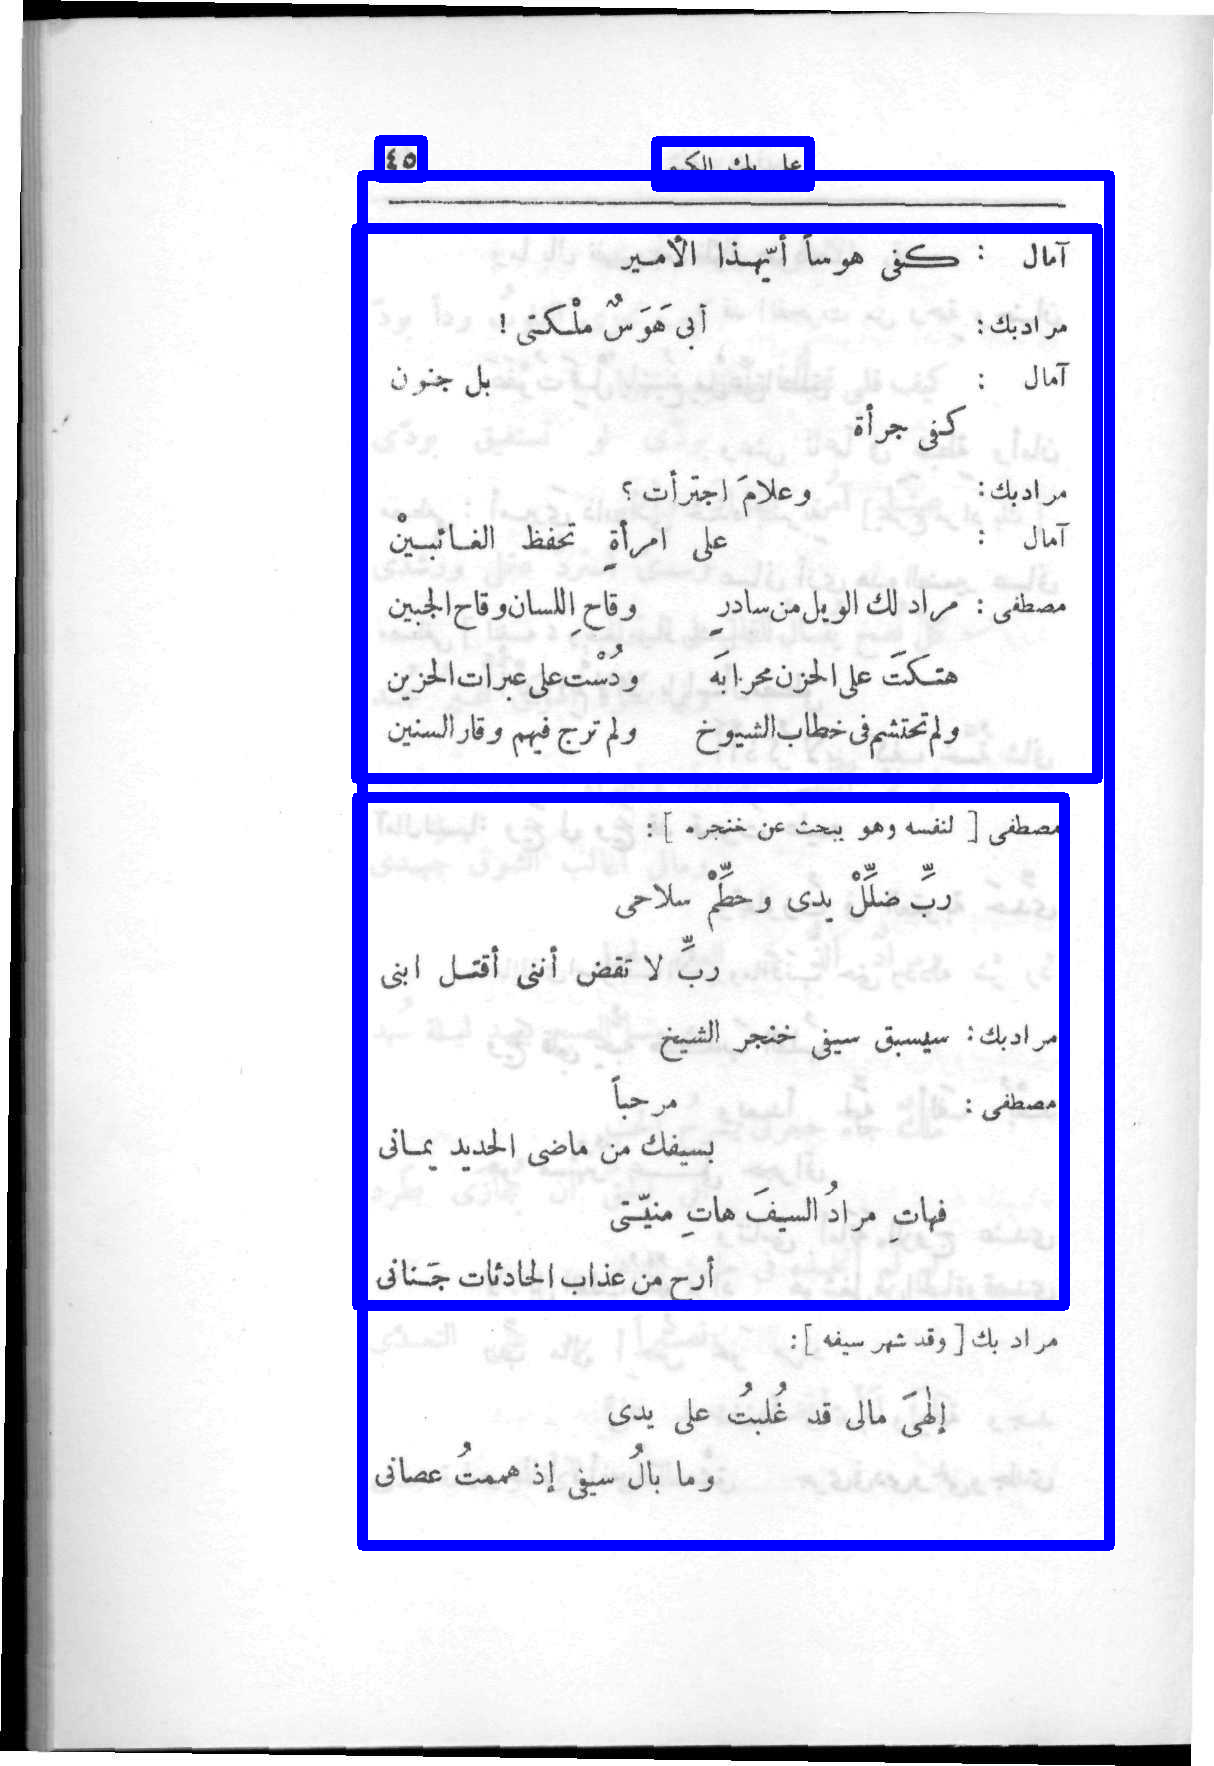 على بك الكبير
٤٥
آمال : كفى هوساً أيّهذا الأمير
مراد بك : أبى هَوَسٌ ملْكتى !
آمال : بل جنون
كفى جرأة
مراد بك : وعلامَ اجترأت ؟
آمال : على امرأةٍ تحفظ الغائبيْن
مصطفى : مراد لك الويل من سادرٍ وقاحِ اللسان وقاح الجبين
هتكتَ على الحزن محرابَه ودُسْت على عبرات الحزين
ولم تحتشم فى خطاب الشيوخ ولم ترج فيهم وقار السنين
مصطفى [ لنفسه وهو يبحث عن خنجره ] :
ربِّ ضلِّلْ يدى وحطِّمْ سلاحى
ربِّ لا تقض أننى أقتل ابنى
مراد بك : سيسبق سيفى خنجر الشيخ
مصطفى : مرحباً
بسيفك من ماضى الحديد يمانى
فهاتِ مرادُ السيفَ هاتِ منيّتى
أرح من عذاب الحادثات جَنانى
مراد بك [ وقد شهر سيفه ] :
إلهٰىَ مالى قد غُلبتُ على يدى
وما بالُ سيفى إذ هممتُ عصانى